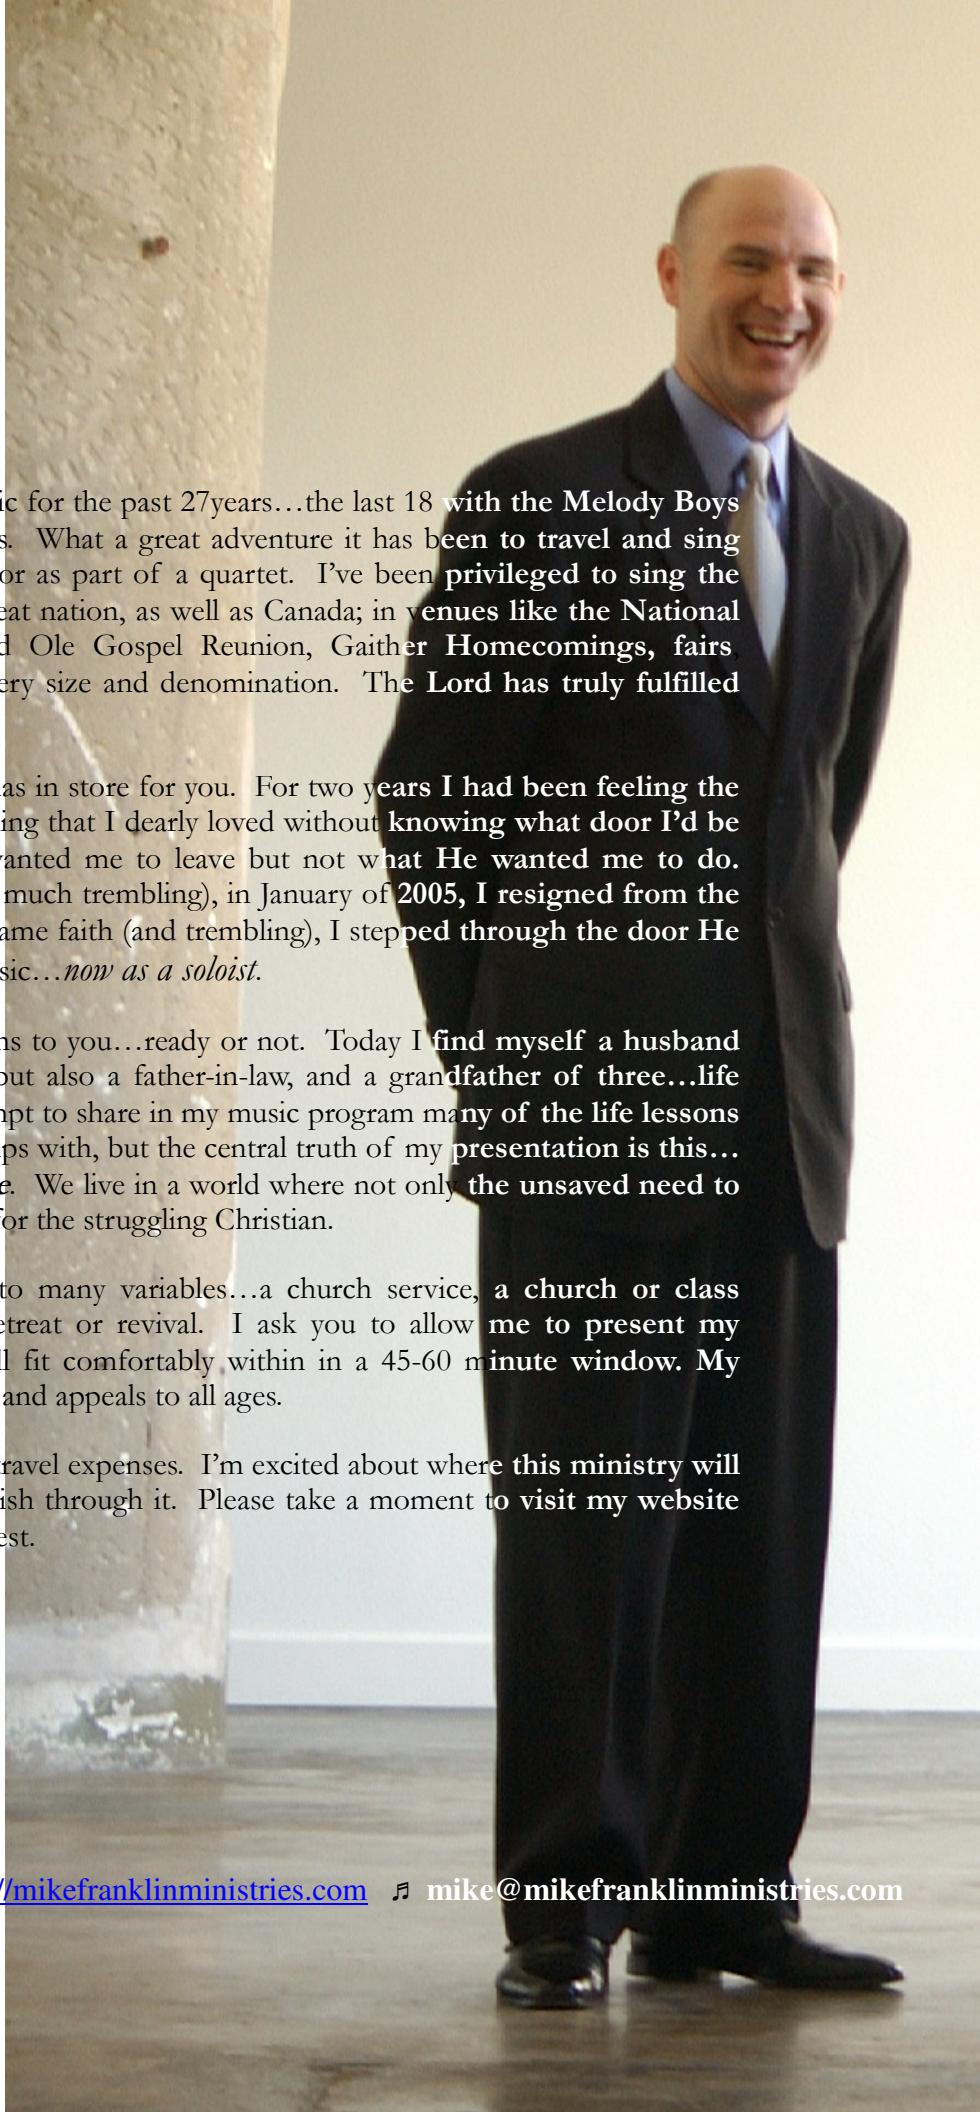 ic for the past 27years…the last 18 with the Melody Boys
s. What a great adventure it has been to travel and sing
or as part of a quartet. I’ve been privileged to sing the
eat nation, as well as Canada; in venues like the National
d Ole Gospel Reunion, Gaither Homecomings, fairs,
ery size and denomination. The Lord has truly fulfilled
as in store for you. For two years I had been feeling the
ing that I dearly loved without knowing what door I’d be
vanted me to leave but not what He wanted me to do.
much trembling), in January of 2005, I resigned from the
ame faith (and trembling), I stepped through the door He
sic…now as a soloist.
ns to you…ready or not. Today I find myself a husband
but also a father-in-law, and a grandfather of three…life
npt to share in my music program many of the life lessons
ps with, but the central truth of my presentation is this…
e. We live in a world where not only the unsaved need to
for the struggling Christian.
to many variables…a church service, a church or class
etreat or revival. I ask you to allow me to present my
ll fit comfortably within in a 45-60 minute window. My
and appeals to all ages.
ravel expenses. I’m excited about where this ministry will
ish through it. Please take a moment to visit my website
est.
//mikefranklinministries.com ♬ mike@mikefranklinministries.com